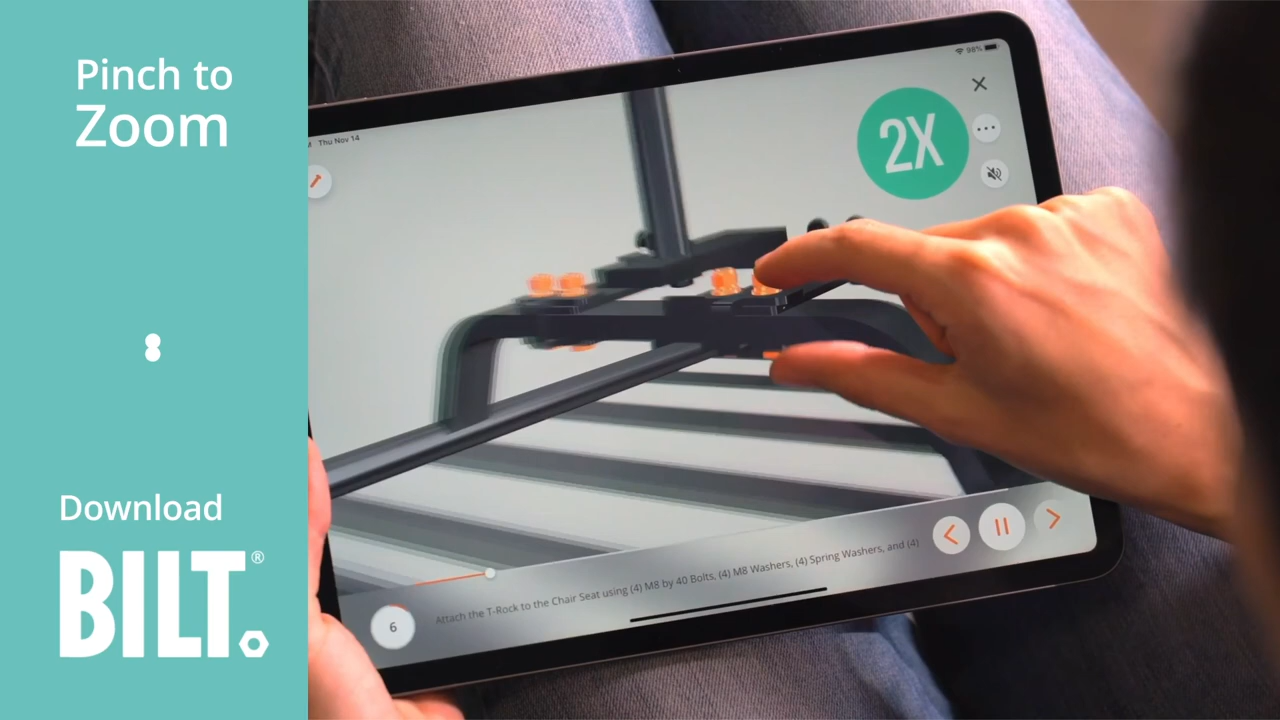 Pinch to
Zoom
Download
BILT.®
Thu Nov 14
98%
2X
6
Attach the T-Rock to the Chair Seat using (4) M8 by 40 Bolts, (4) M8 Washers, (4) Spring Washers, and (4)